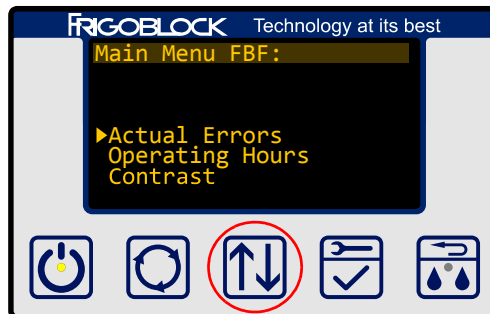 FRIGOBLOCK Technology at its best
Main Menu FBF:
Actual Errors
Operating Hours
Contrast